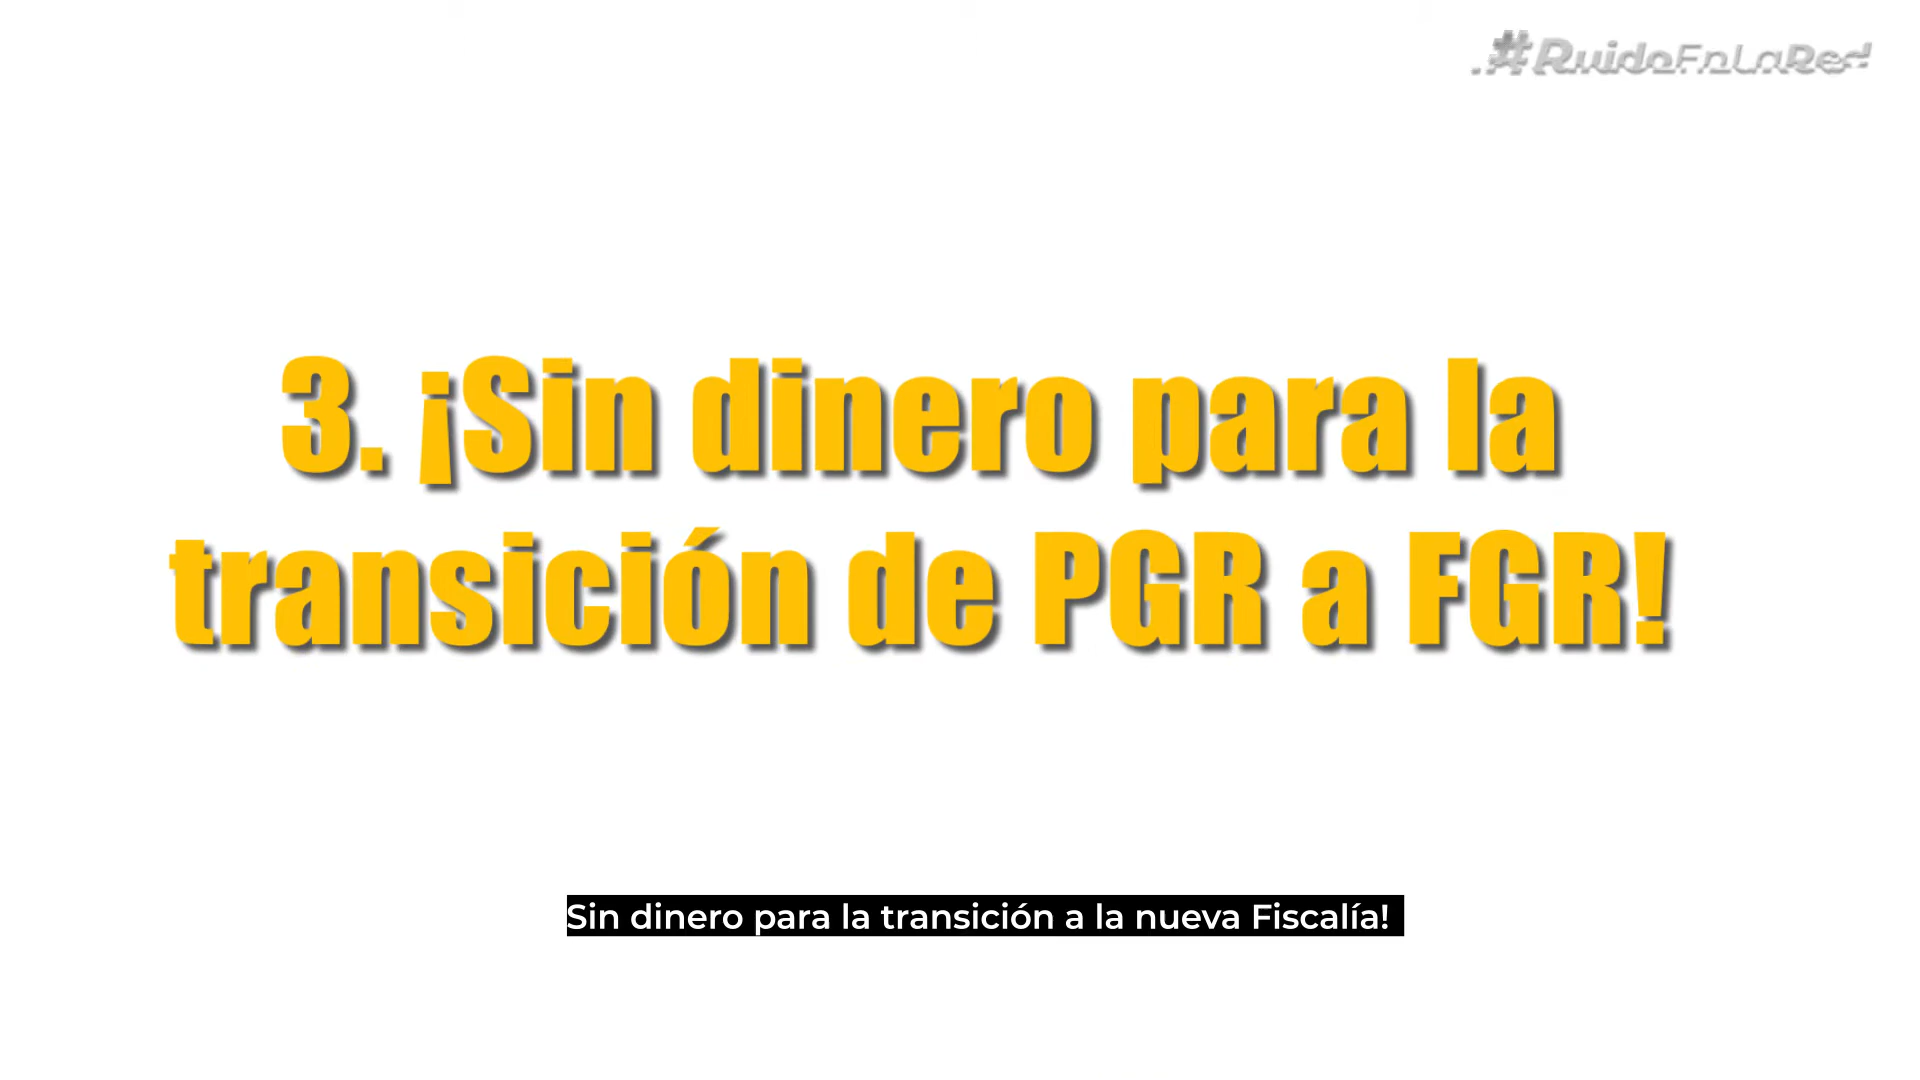 #RuidoEnLaRed
3. ¡Sin dinero para la
transición de PGR a FGR!
Sin dinero para la transición a la nueva Fiscalía!